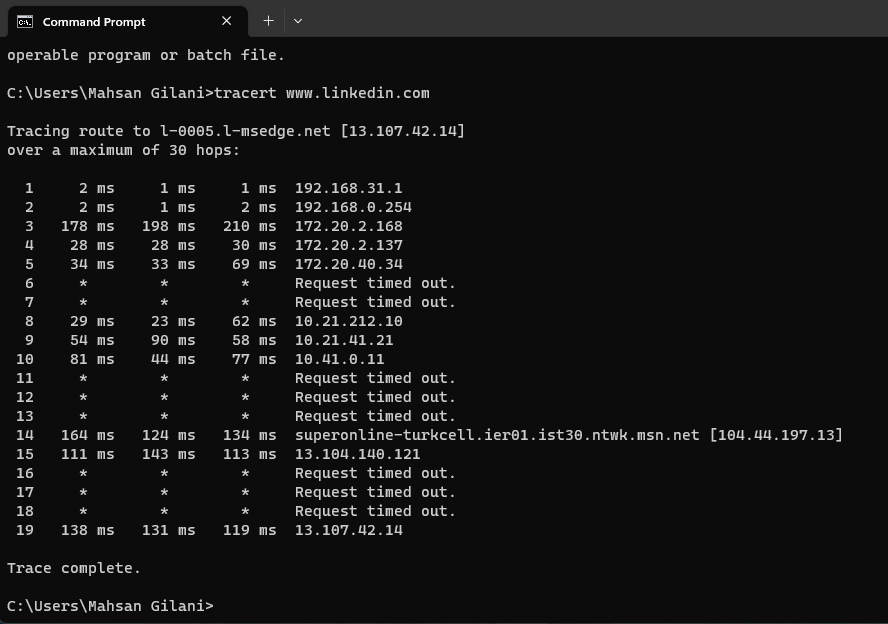 Command Prompt
operable program or batch file.
C:\Users\Mahsan Gilani>tracert www.linkedin.com
Tracing route to l-0005.l-msedge.net [13.107.42.14]
over a maximum of 30 hops:
1 2 ms 1 ms 1 ms 192.168.31.1
2 2 ms 1 ms 2 ms 192.168.0.254
3 178 ms 198 ms 210 ms 172.20.2.168
4 28 ms 28 ms 30 ms 172.20.2.137
5 34 ms 33 ms 69 ms 172.20.40.34
6 * * * Request timed out.
7 * * * Request timed out.
8 29 ms 23 ms 62 ms 10.21.212.10
9 54 ms 90 ms 58 ms 10.21.41.21
10 81 ms 44 ms 77 ms 10.41.0.11
11 * * * Request timed out.
12 * * * Request timed out.
13 * * * Request timed out.
14 164 ms 124 ms 134 ms superonline-turkcell.ier01.ist30.ntwk.msn.net [104.44.197.13]
15 111 ms 143 ms 113 ms 13.104.140.121
16 * * * Request timed out.
17 * * * Request timed out.
18 * * * Request timed out.
19 138 ms 131 ms 119 ms 13.107.42.14
Trace complete.
C:\Users\Mahsan Gilani>